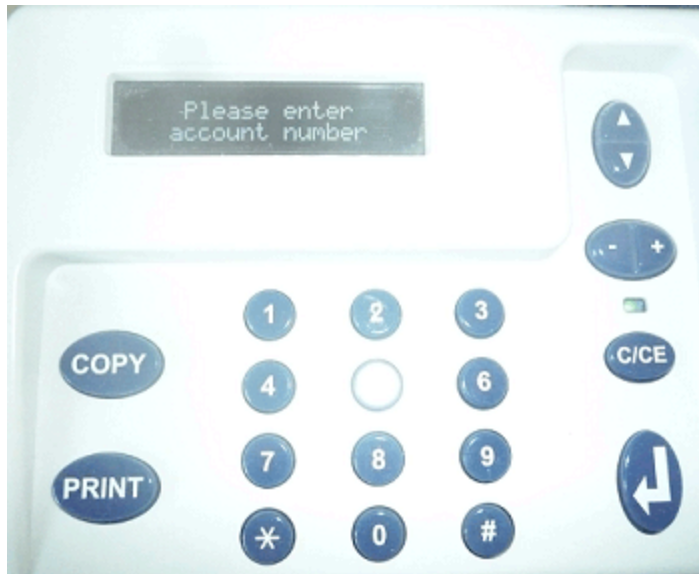 Please enter
account number
1 2 3
COPY 4 6 C/CE
7 8 9
PRINT
* 0 #
- +